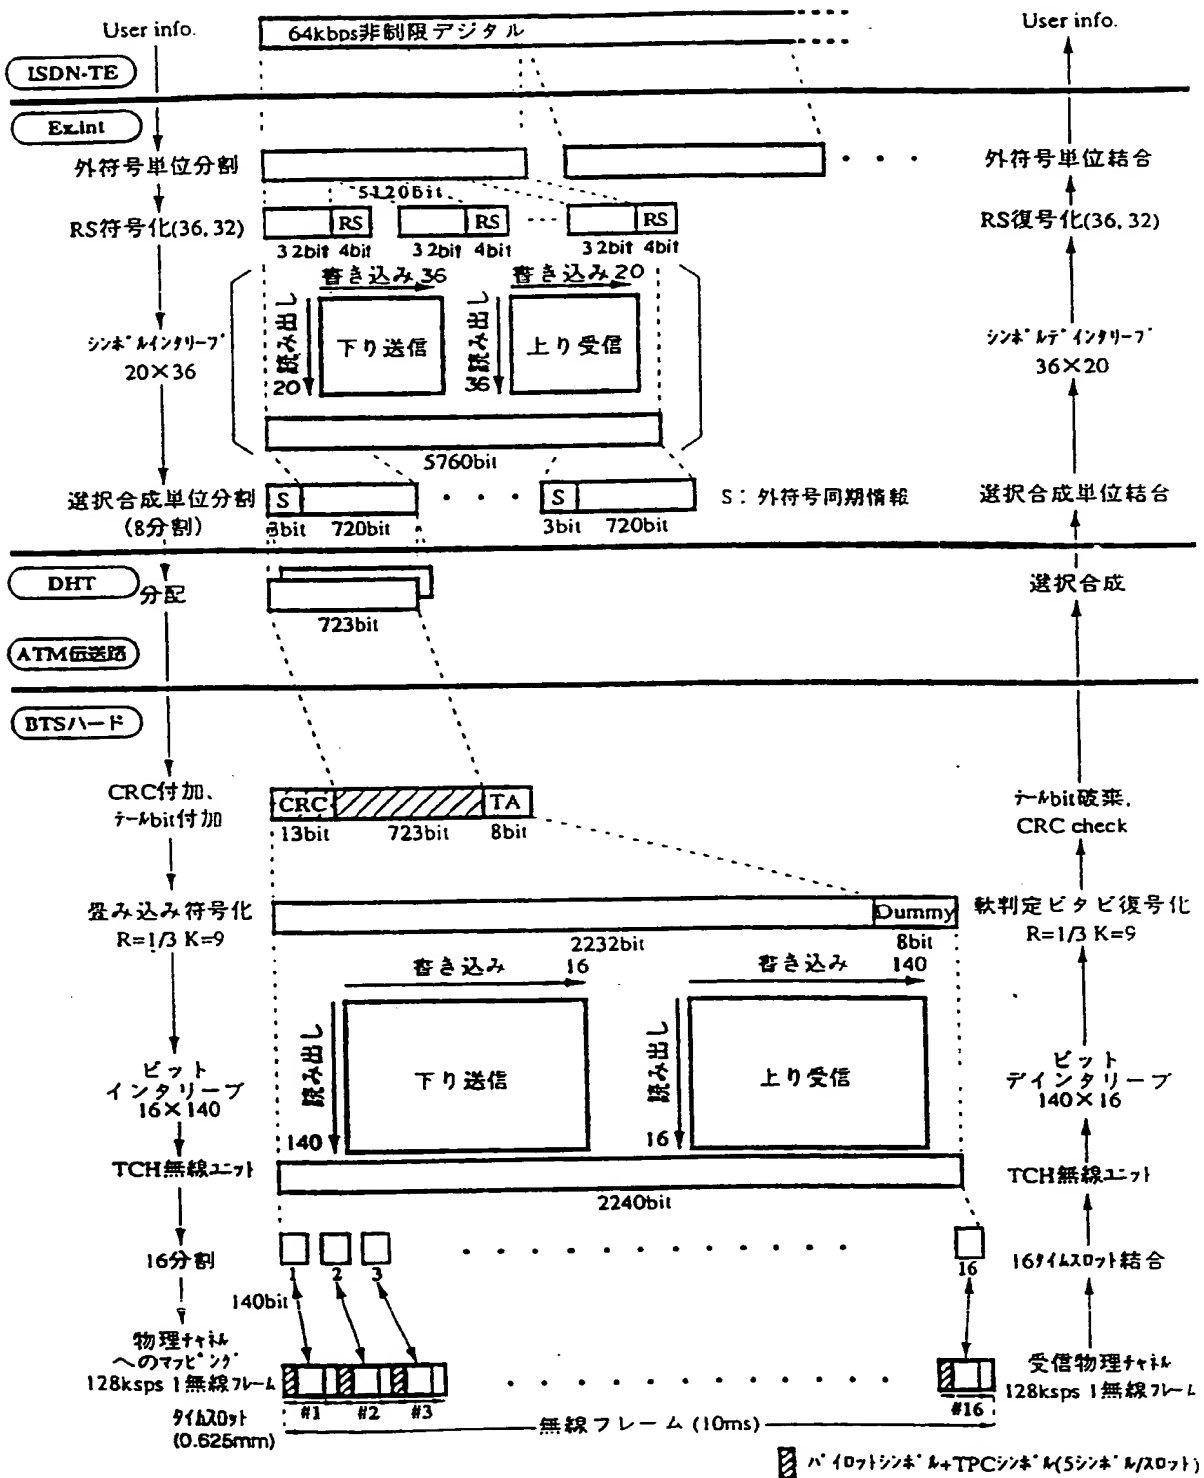 User info.
64kbps非制限デジタル
User info.
ISDN-TE
Ex.int
外符号単位分割
5120bit
外符号単位結合
RS符号化(36, 32)
RS
RS
RS
RS復号化(36, 32)
32bit 4bit
32bit 4bit
32bit 4bit
書き込み36
書き込み20
読み出し
下り送信
読み出し
上り受信
20
36
シンボルインタリーブ
20×36
シンボルデインタリーブ
36×20
5760bit
選択合成単位分割
(8分割)
S
S
3bit
720bit
3bit
720bit
S: 外符号同期情報
選択合成単位結合
DHT
分配
723bit
選択合成
ATM伝送路
BTSハード
CRC付加、
テールbit付加
CRC
TA
13bit
723bit
8bit
テールbit破棄,
CRC check
畳み込み符号化
R=1/3 K=9
Dummy
2232bit
8bit
軟判定ビタビ復号化
R=1/3 K=9
書き込み
16
書き込み
140
読み出し
下り送信
読み出し
上り受信
140
16
ビット
インタリーブ
16×140
ビット
デインタリーブ
140×16
TCH無線ユニット
2240bit
TCH無線ユニット
16分割
1
2
3
16
16タイムスロット結合
140bit
物理チャネル
へのマッピング
128ksps 1無線フレーム
受信物理チャネル
128ksps 1無線フレーム
#1
#2
#3
#16
タイムスロット
(0.625mm)
無線フレーム (10ms)
パイロットシンボル+TPCシンボル(5シンボル/スロット)